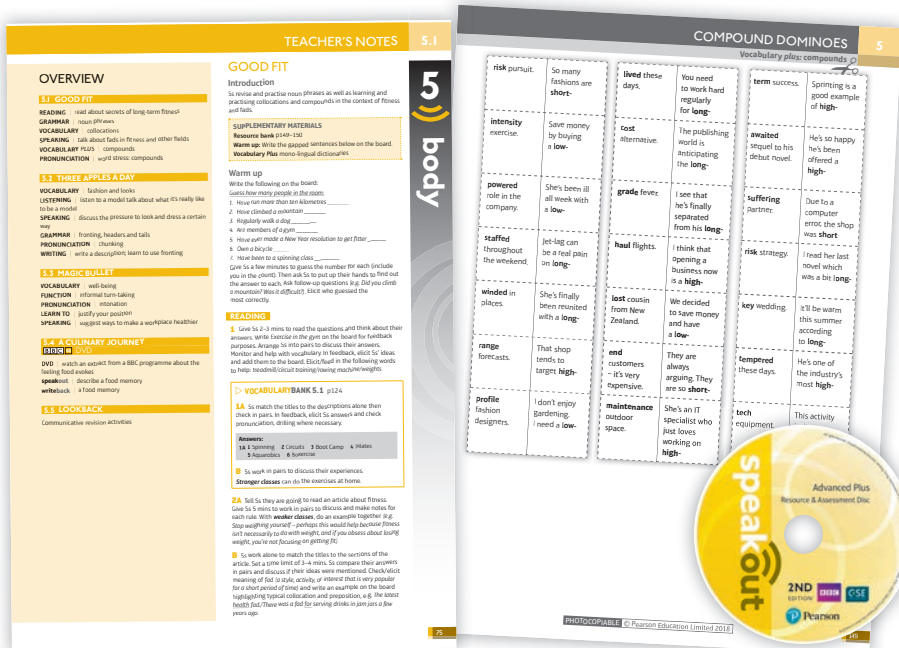 TEACHER'S NOTES 5.1
OVERVIEW
5.1 GOOD FIT
READING | read about secrets of long-term fitness
GRAMMAR | noun phrases
VOCABULARY | collocations
SPEAKING | talk about fads in fitness and other fields
VOCABULARY PLUS | compounds
PRONUNCIATION | word stress: compounds
5.2 THREE APPLES A DAY
VOCABULARY | fashion and looks
LISTENING | listen to a model talk about what it's really like
to be a model
SPEAKING | discuss the pressure to look and dress a certain
way
GRAMMAR | fronting, headers and tails
PRONUNCIATION | chunking
WRITING | write a description; learn to use fronting
5.3 MAGIC BULLET
VOCABULARY | well-being
FUNCTION | informal turn-taking
PRONUNCIATION | intonation
LEARN TO | justify your position
SPEAKING | suggest ways to make a workplace healthier
5.4 A CULINARY JOURNEY
BBC DVD
DVD | watch an extract from a BBC programme about the
feeling food evokes
speakout | describe a food memory
writeback | a food memory
5.5 LOOKBACK
Communicative revision activities
GOOD FIT
Introduction
Ss revise and practise noun phrases as well as learning and
practising collocations and compounds in the context of fitness
and fads.
SUPPLEMENTARY MATERIALS
Resource bank p149–150
Warm up: Write the gapped sentences below on the board.
Vocabulary Plus mono-lingual dictionaries
Warm up
Write the following on the board:
Guess how many people in the room:
1. Have run more than ten kilometres ______
2. Have climbed a mountain ______
3. Regularly walk a dog ______
4. Are members of a gym ______
5. Have ever made a New Year resolution to get fitter ______
6. Own a bicycle ______
7. Have been to a spinning class ______
Give Ss a few minutes to guess the number for each (include
you in the count). Then ask Ss to put up their hands to find out
the answer to each. Ask follow-up questions (e.g. Did you climb
a mountain? Was it difficult?). Elicit who guessed the
most correctly.
READING
1 Give Ss 2–3 mins to read the questions and think about their
answers. Write Exercise in the gym on the board for feedback
purposes. Arrange Ss into pairs to discuss their answers.
Monitor and help with vocabulary. In feedback, elicit Ss' ideas
and add them to the board. Elicit/feed in the following words
to help: treadmill/circuit training/rowing machine/weights
VOCABULARYBANK 5.1 p124
1A Ss match the titles to the descriptions alone then
check in pairs. In feedback, elicit Ss answers and check
pronunciation, drilling where necessary.
Answers:
1A 1 Spinning 2 Circuits 3 Boot Camp 4 Pilates
5 Aquarobics 6 Boxercise
B Ss work in pairs to discuss their experiences.
Stronger classes can do the exercises at home.
2A Tell Ss they are going to read an article about fitness.
Give Ss 5 mins to work in pairs to discuss and make notes for
each rule. With weaker classes, do an example together (e.g.
Stop weighing yourself – perhaps this would help because fitness
isn't necessarily to do with weight, and if you obsess about losing
weight, you're not focusing on getting fit).
B Ss work alone to match the titles to the sections of the
article. Set a time limit of 3–4 mins. Ss compare their answers
in pairs and discuss if their ideas were mentioned. Check/elicit
meaning of fad (a style, activity, or interest that is very popular
for a short period of time) and write an example on the board
highlighting typical collocation and preposition, e.g. The latest
health fad./There was a fad for serving drinks in jam jars a few
years ago.
5
body
75
COMPOUND DOMINOES 5
Vocabulary plus: compounds
risk pursuit.
So many
fashions are
short-
intensity
exercise.
Save money
by buying
a low-
powered
role in the
company.
She's been ill
all week with
a low-
staffed
throughout
the weekend.
Jet-lag can
be a real pain
on long-
winded in
places.
She's finally
been reunited
with a long-
range
forecasts.
That shop
tends to
target high-
profile
fashion
designers.
I don't enjoy
gardening.
I need a low-
lived these
days.
You need
to work hard
regularly
for long-
cost
alternative.
The publishing
world is
anticipating
the long-
grade fever.
I see that
he's finally
separated
from his long-
haul flights.
I think that
opening a
business now
is a high-
lost cousin
from New
Zealand.
We decided
to save money
and have
a low-
end
customers
– it's very
expensive.
They are
always
arguing. They
are so short-
maintenance
outdoor
space.
She's an IT
specialist who
just loves
working on
high-
term success.
Sprinting is a
good example
of high-
awaited
sequel to his
debut novel.
He's so happy
he's been
offered a
high-
suffering
partner.
Due to a
computer
error, the shop
was short
risk strategy.
I read her last
novel which
was a bit long-
key wedding.
It'll be warm
this summer
according
to long-
tempered
these days.
He's one of
the industry's
most high-
tech
equipment.
This activity
PHOTOCOPIABLE © Pearson Education Limited 2018
149
speakout
Advanced Plus
Resource & Assessment Disc
2ND
EDITION
BBC
GSE
Pearson